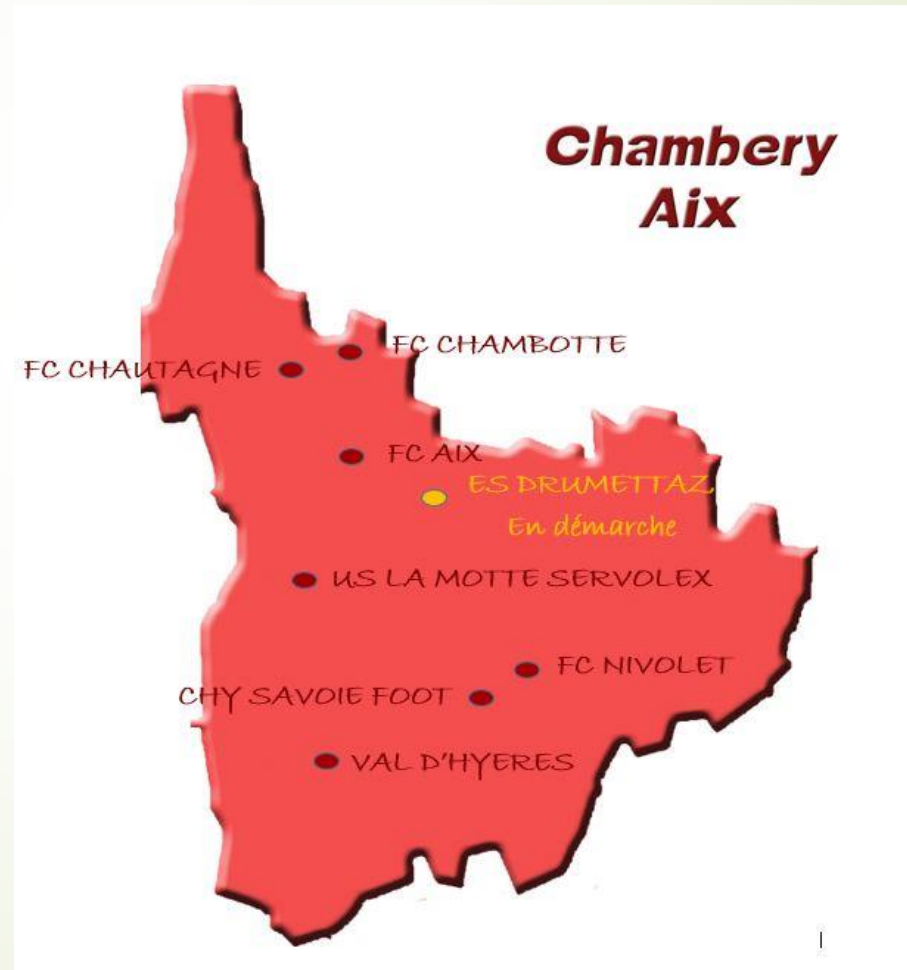 Chambery
Aix
FC CHAMBOTTE
FC CHAUTAGNE
FC AIX
ES DRUMETTAZ
En démarche
US LA MOTTE SERVOLEX
FC NIVOLET
CHY SAVOIE FOOT
VAL D'HYERES